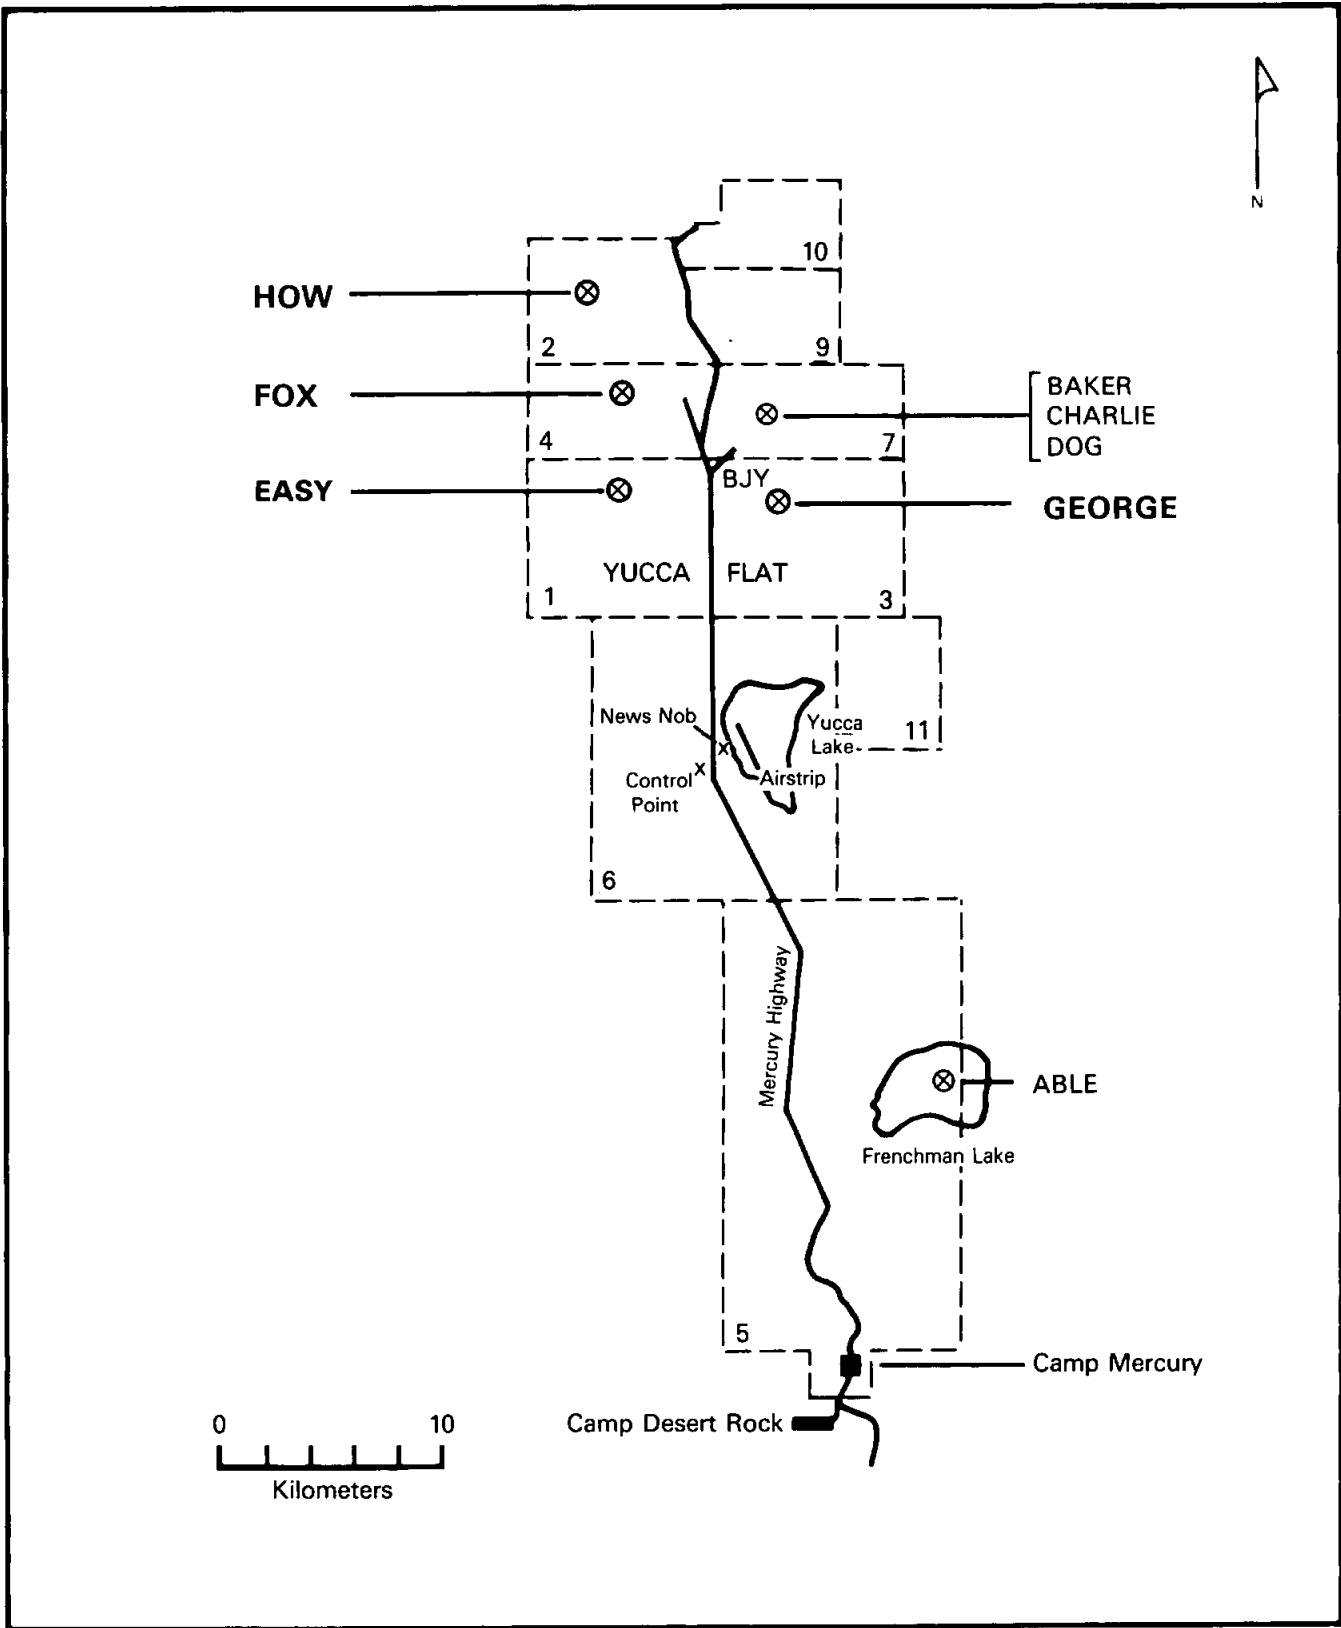 N
10
HOW
2
9
FOX
BAKER
CHARLIE
DOG
4
7
EASY
BJY
GEORGE
YUCCA FLAT
1
3
News Nob
x
Yucca
Lake
11
x
Control
Point
Airstrip
6
Mercury Highway
ABLE
Frenchman Lake
5
Camp Mercury
Camp Desert Rock
0 10
Kilometers